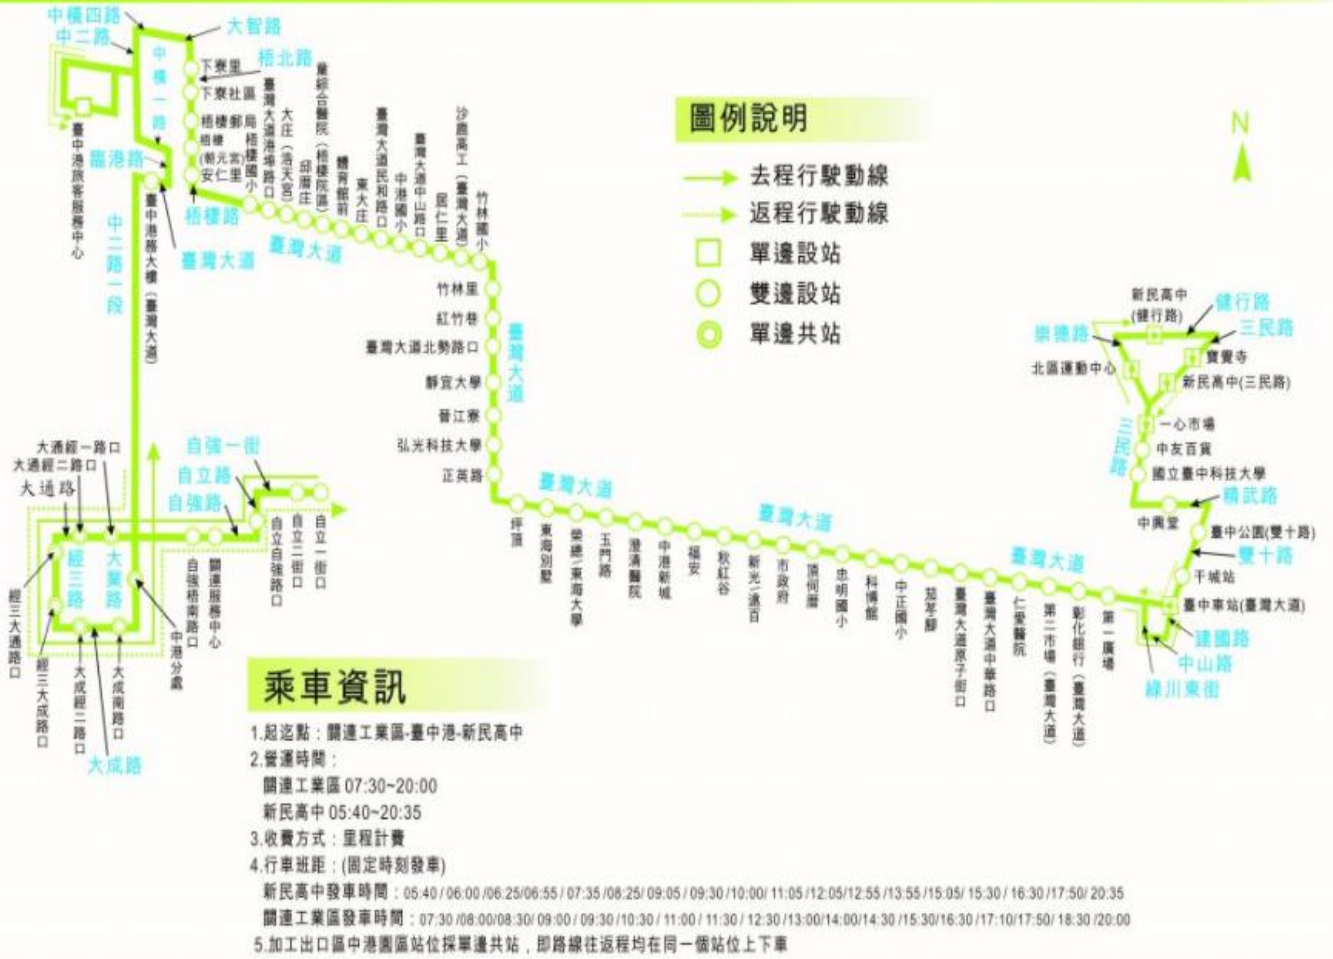 中橫四路
中二路
大智路
中橫一路
梧北路
下寮里
下寮社區
梧棲郵局
梧棲
(朝元宮)
安仁里
臨港路
梧棲路
臺灣大道
中二路一段
臺中港旅客服務中心
臺中港務大樓（臺灣大道）
梧棲國小
臺灣大道港埠路口
大庄（浩天宮）
邱厝庄
童綜合醫院（梧棲院區）
體育館前
東大庄
臺灣大道民和路口
中港國小
臺灣大道中山路口
居仁里
沙鹿高工（臺灣大道）
竹林國小
臺灣大道
竹林里
紅竹巷
臺灣大道北勢路口
靜宜大學
晉江寮
弘光科技大學
正英路
臺灣大道
圖例說明
去程行駛動線
返程行駛動線
單邊設站
雙邊設站
單邊共站
N
新民高中
(健行路)
健行路
崇德路
三民路
寶覺寺
北區運動中心
新民高中(三民路)
一心市場
三民路
中友百貨
國立臺中科技大學
精武路
中興堂
臺中公園(雙十路)
雙十路
干城站
臺中車站(臺灣大道)
建國路
中山路
綠川東街
大通經一路口
大通經二路口
大通路
自強一街
自立路
自強路
經三路
大業路
自強梧南路口
關連服務中心
自立自強路口
自立二街口
自立一街口
經三大通路口
經三大成路口
大成經二路口
大成南路口
中港分處
大成路
臺灣大道
臺灣大道
臺灣大道
坪頂
東海別墅
榮總/東海大學
玉門路
澄清醫院
中港新城
福安
秋紅谷
新光/遠百
市政府
頂何厝
忠明國小
科博館
中正國小
茄苳腳
臺灣大道原子街口
臺灣大道中華路口
仁愛醫院
第二市場（臺灣大道）
彰化銀行（臺灣大道）
第一廣場
乘車資訊
1.起迄點：關連工業區-臺中港-新民高中
2.營運時間：
關連工業區 07:30~20:00
新民高中 05:40~20:35
3.收費方式：里程計費
4.行車班距：(固定時刻發車)
新民高中發車時間：05:40 / 06:00 /06:25/06:55 / 07:35 /08:25/ 09:05 / 09:30 /10:00/ 11:05 /12:05/12:55 /13:55 /15:05/ 15:30 / 16:30 /17:50/ 20:35
關連工業區發車時間：07:30 /08:00/08:30/ 09:00 / 09:30 /10:30 / 11:00 / 11:30 / 12:30 /13:00/14:00/14:30 /15:30/16:30 /17:10/17:50/ 18:30 /20:00
5.加工出口區中港園區站位採單邊共站，即路線往返程均在同一個站位上下車